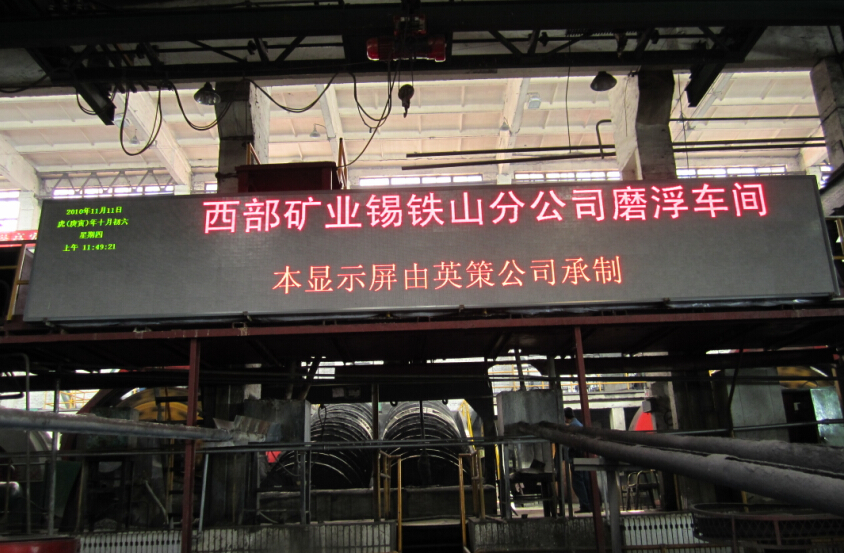 2010年11月11日
虎(庚寅)年十月初六
星期四
上午 11:49:21
西部矿业锡铁山分公司磨浮车间
本显示屏由英策公司承制